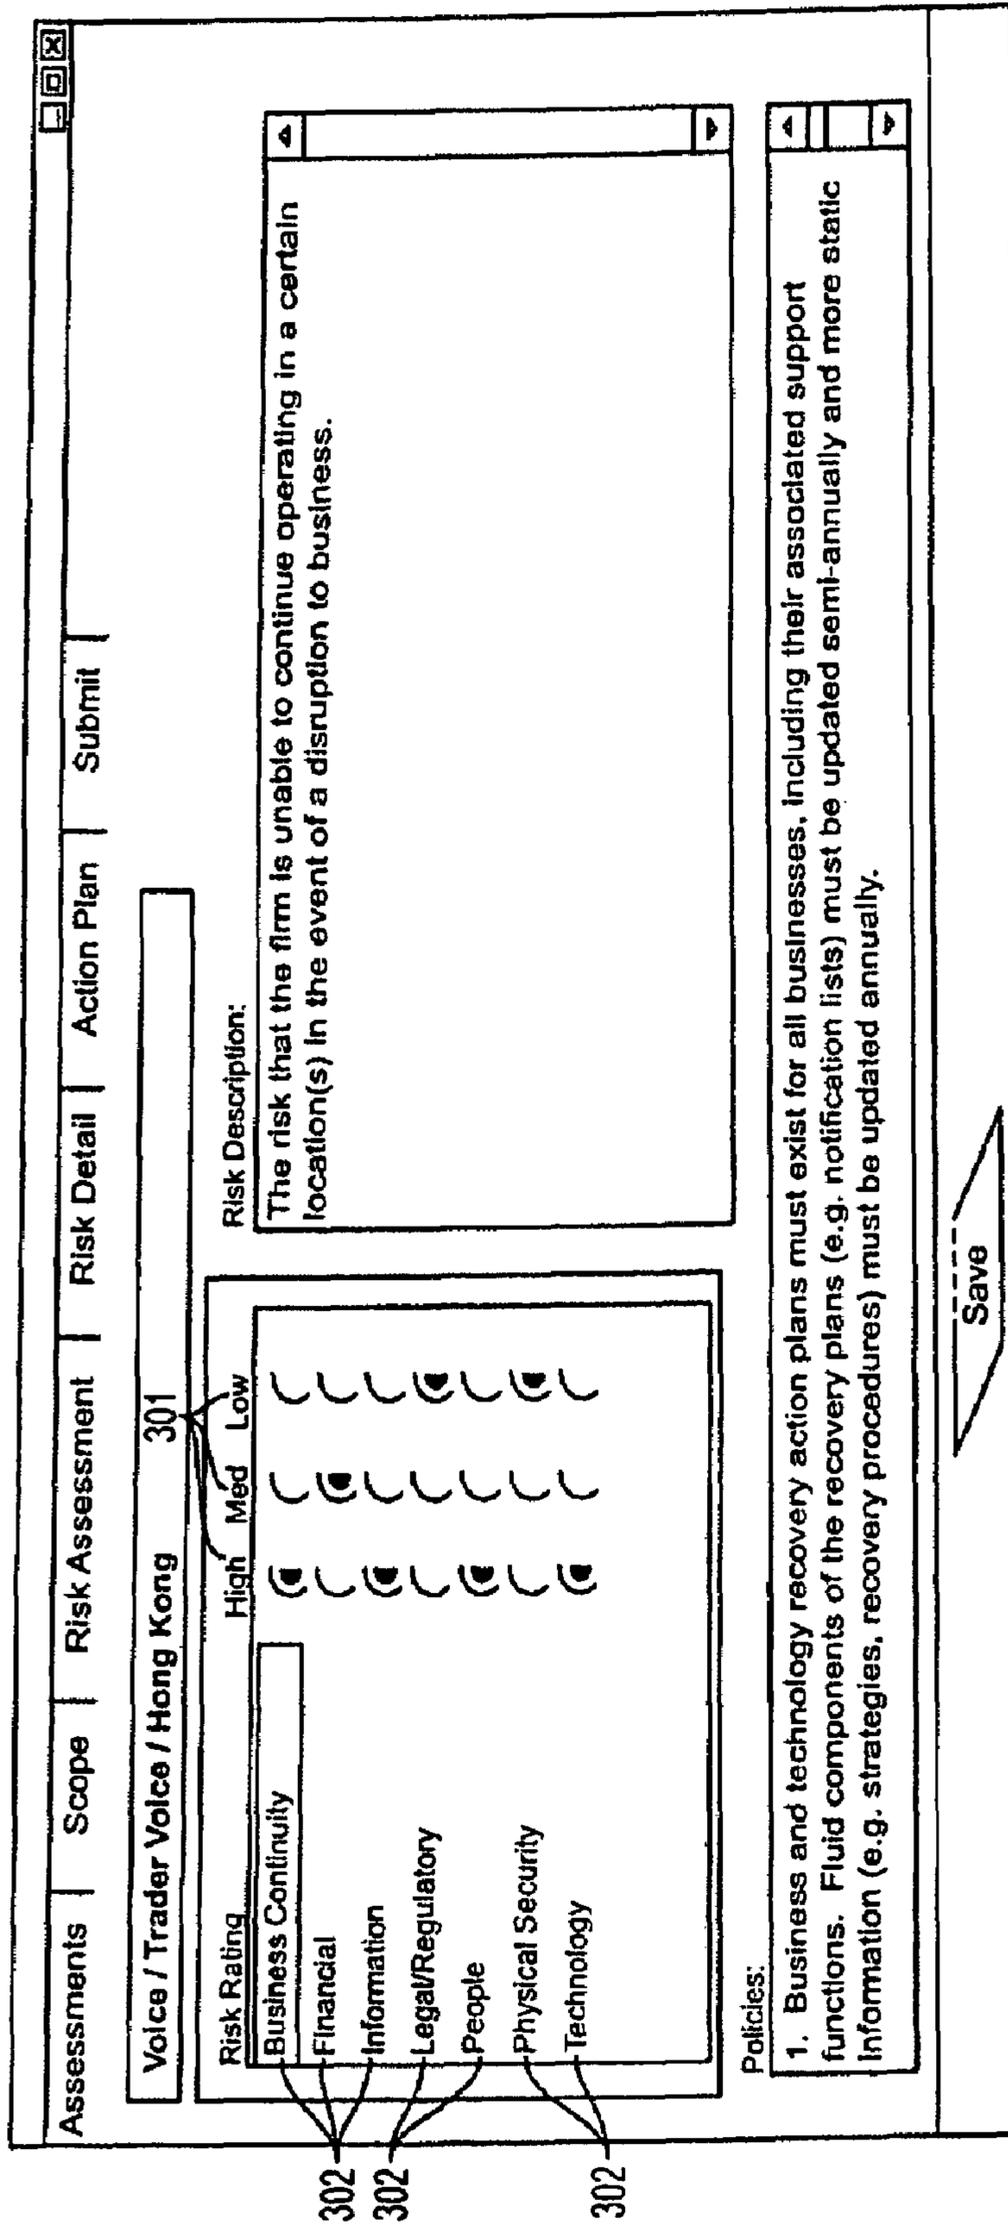 Assessments | Scope | Risk Assessment | Risk Detail | Action Plan | Submit |
Voice / Trader Voice / Hong Kong
301
Risk Rating
High Med Low
Business Continuity
Financial
Information
Legal/Regulatory
People
Physical Security
Technology
302
302
302
Risk Description:
The risk that the firm is unable to continue operating in a certain
location(s) in the event of a disruption to business.
Policies:
1. Business and technology recovery action plans must exist for all businesses, including their associated support
functions. Fluid components of the recovery plans (e.g. notification lists) must be updated semi-annually and more static
Information (e.g. strategies, recovery procedures) must be updated annually.
Save